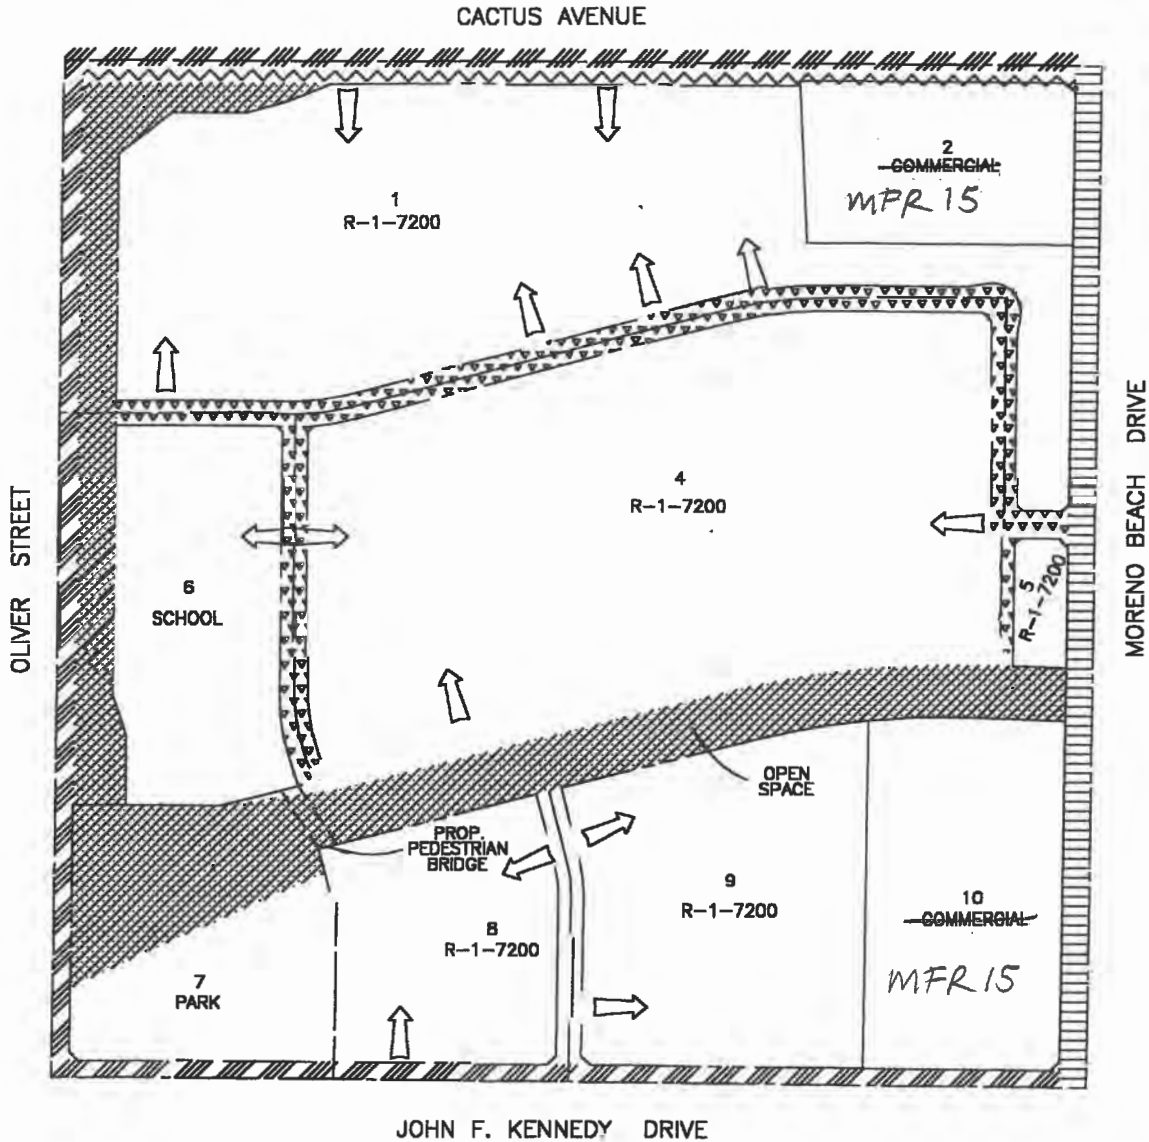 CACTUS AVENUE
2
COMMERCIAL
MFR 15
1
R-1-7200
MORENO BEACH DRIVE
OLIVER STREET
4
R-1-7200
5
R-1-7200
6
SCHOOL
OPEN
SPACE
PROP.
PEDESTRIAN
BRIDGE
9
R-1-7200
10
COMMERCIAL
MFR 15
8
R-1-7200
7
PARK
JOHN F. KENNEDY DRIVE